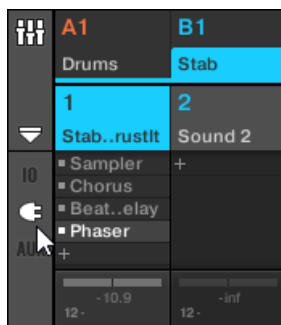 A1 B1
Drums Stab
1 2
Stab..rustIt Sound 2
IO
Sampler +
Chorus
Beat..elay
Phaser
AUX
+
-10.9 -inf
12- 12-